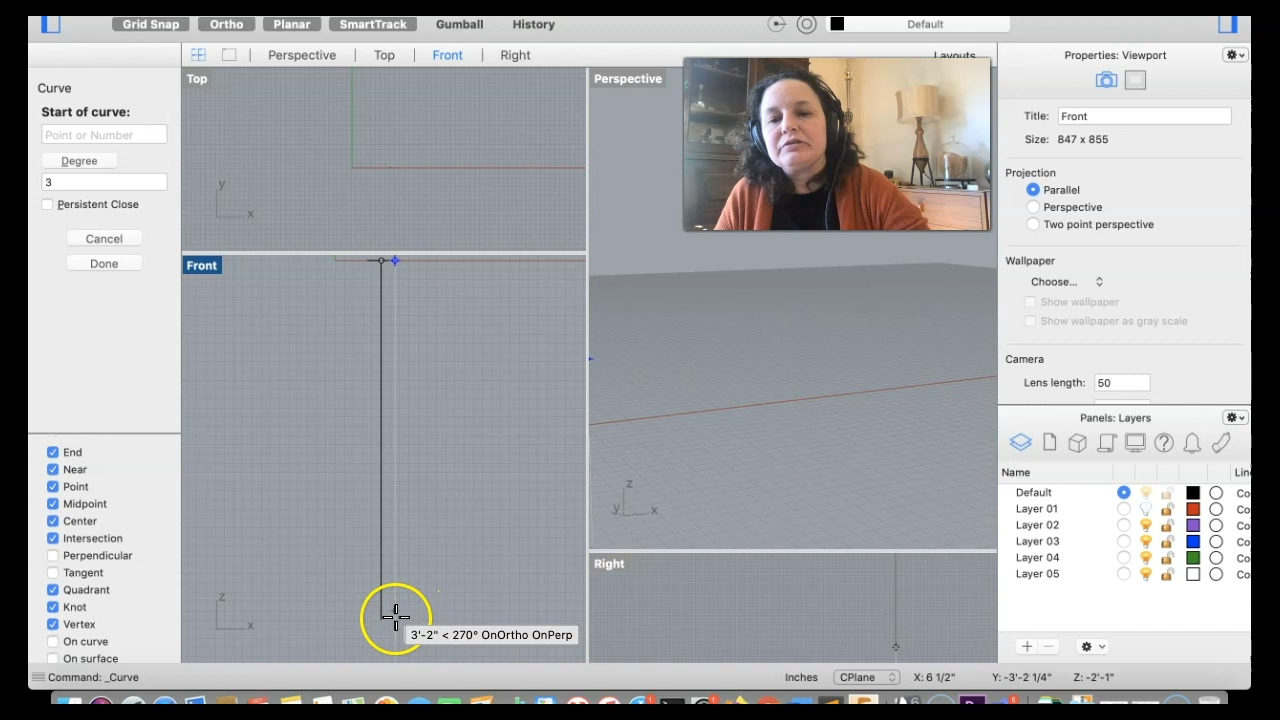 Grid Snap Ortho Planar SmartTrack Gumball History Default
Perspective Top Front Right Layouts
Properties: Viewport
Curve
Start of curve:
Point or Number
Degree
3
Persistent Close
Cancel
Done
Top
y
x
Perspective
z
y
x
Front
z
x
3'-2" < 270° OnOrtho OnPerp
Right
Title: Front
Size: 847 x 855
Projection
Parallel
Perspective
Two point perspective
Wallpaper
Choose...
Show wallpaper
Show wallpaper as gray scale
Camera
Lens length: 50
Panels: Layers
Name
Default
Layer 01
Layer 02
Layer 03
Layer 04
Layer 05
End
Near
Point
Midpoint
Center
Intersection
Perpendicular
Tangent
Quadrant
Knot
Vertex
On curve
On surface
Command: _Curve
Inches CPlane X: 6 1/2" Y: -3'-2 1/4" Z: -2'-1"